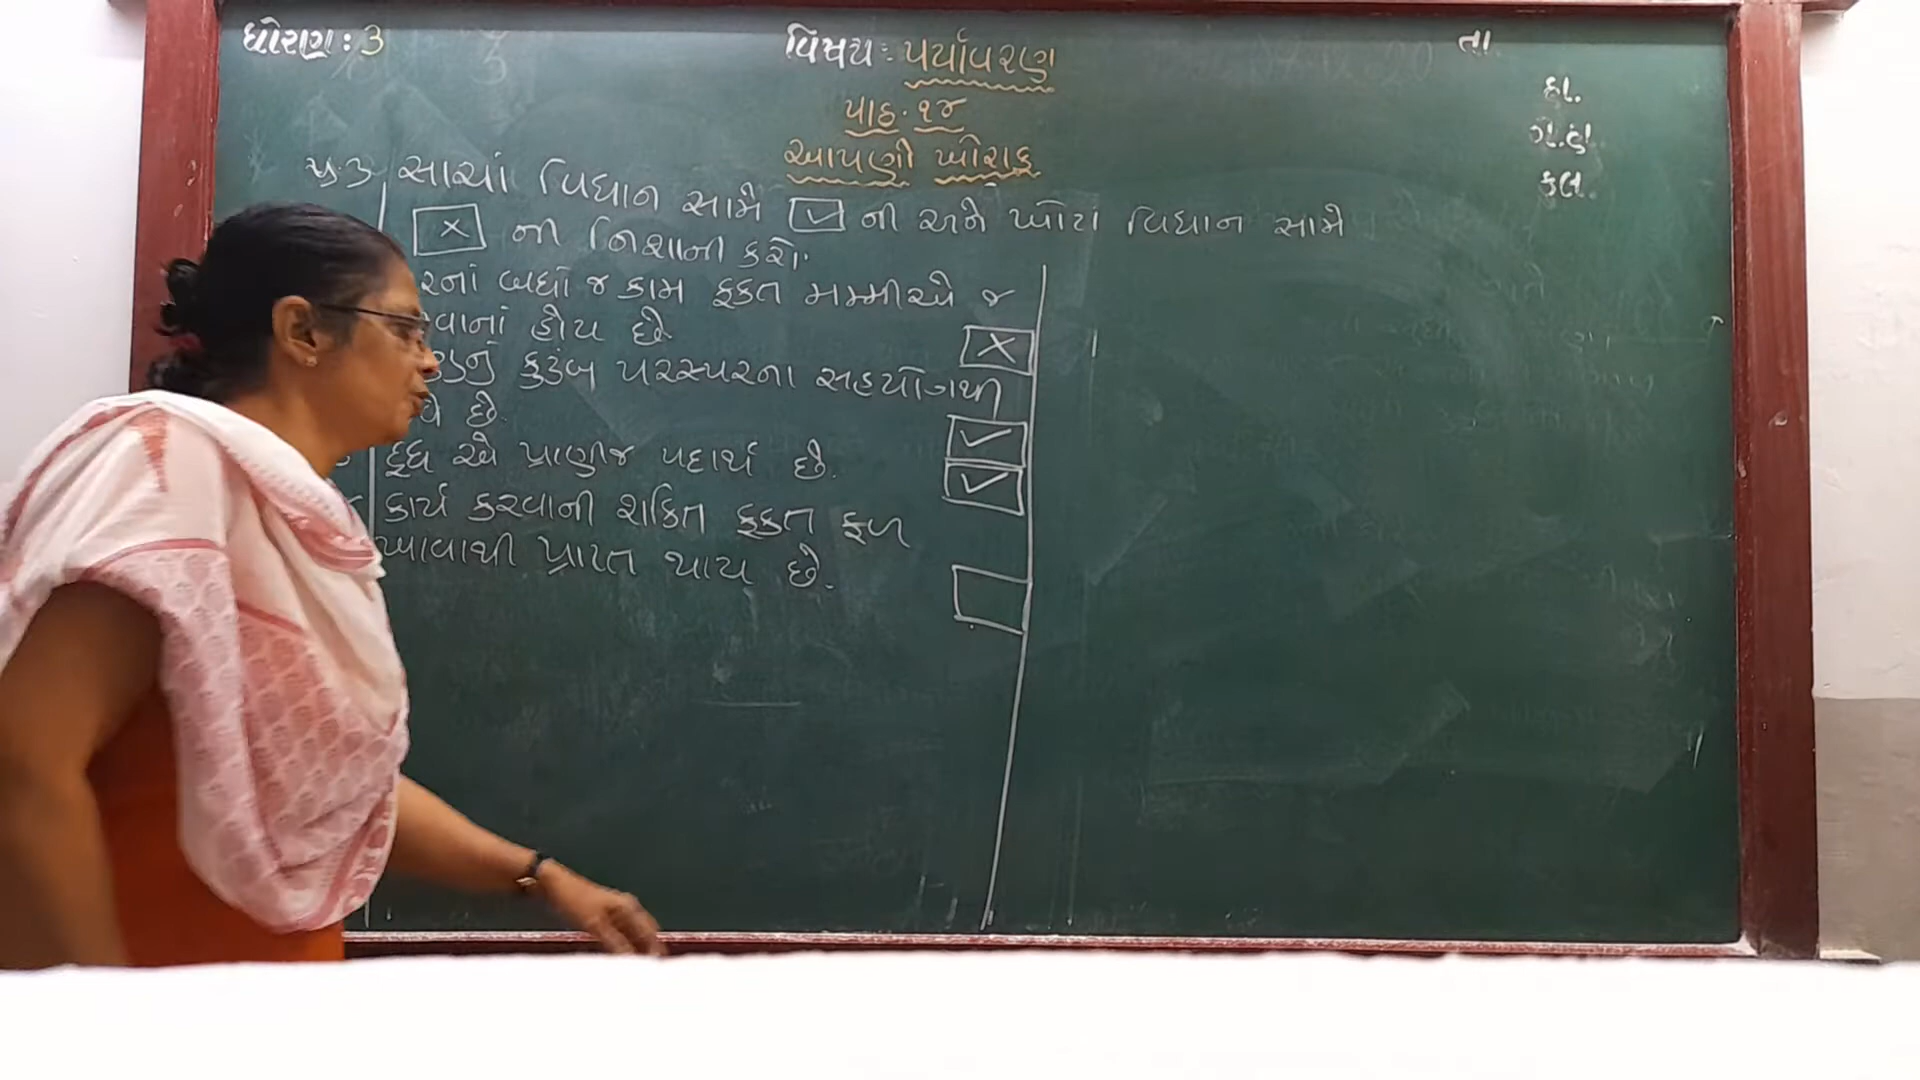 ધોરણ: 3
વિષય: પર્યાવરણ
તા.
પાઠ. ૧૪
હા.
ગે.હા.
આપણો ખોરાક
કુલ.
પ્ર.૩ સાચાં વિધાન સામે [✓] ની અને ખોટાં વિધાન સામે
[×] ની નિશાની કરો.
રનાં બધાં જ કામ ફક્ત મમ્મીએ જ
વાનાં હોય છે [×]
કુટુંબ પરસ્પરના સહયોગથી
છે. [✓]
દૂધ એ પ્રાણીજ પદાર્થ છે. [✓]
કાર્ય કરવાની શક્તિ ફક્ત ફળ
ખાવાથી પ્રાપ્ત થાય છે.